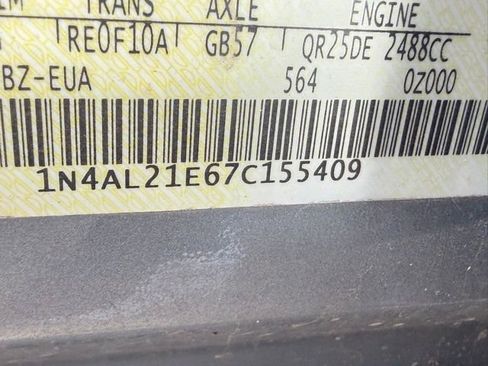 TRANS AXLE ENGINE
RE0F10A GB57 QR25DE 2488CC
BZ-EUA 564 0Z000
1N4AL21E67C155409